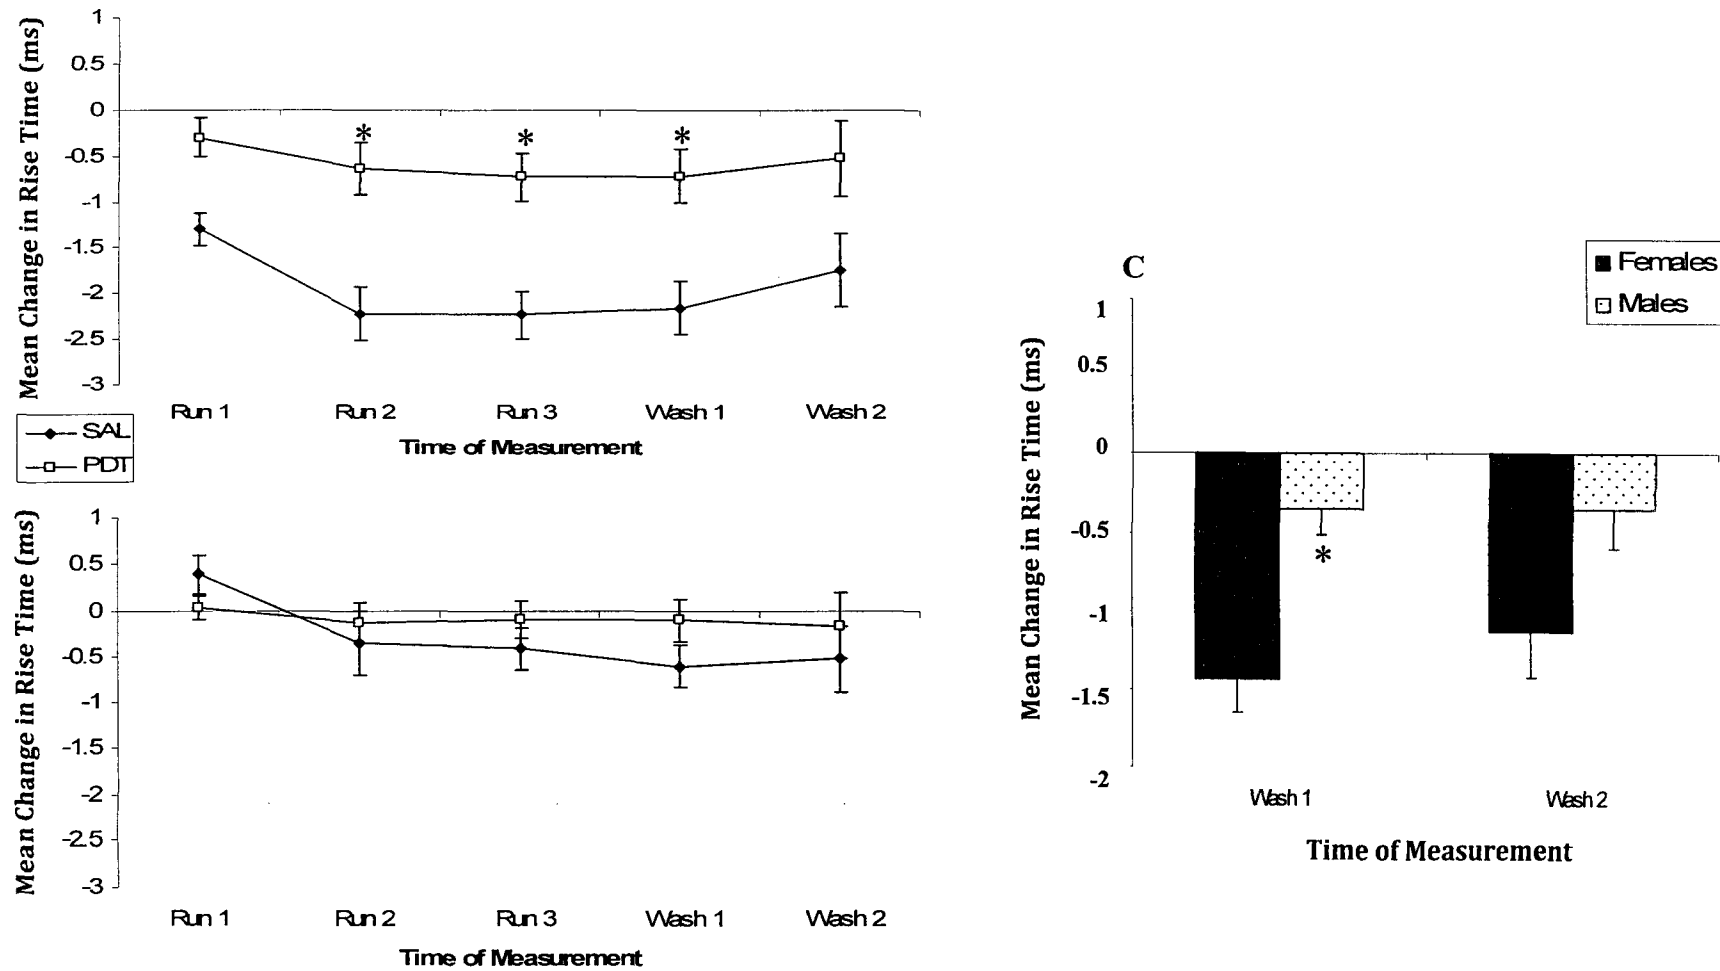 Mean Change in Rise Time (ms)
1
0.5
0
-0.5
-1
-1.5
-2
-2.5
-3
*
*
*
Run 1
Run 2
Run 3
Wash 1
Wash 2
Time of Measurement
SAL
PDT
Mean Change in Rise Time (ms)
1
0.5
0
-0.5
-1
-1.5
-2
-2.5
-3
Run 1
Run 2
Run 3
Wash 1
Wash 2
Time of Measurement
C
Females
Males
Mean Change in Rise Time (ms)
1
0.5
0
-0.5
-1
-1.5
-2
*
Wash 1
Wash 2
Time of Measurement